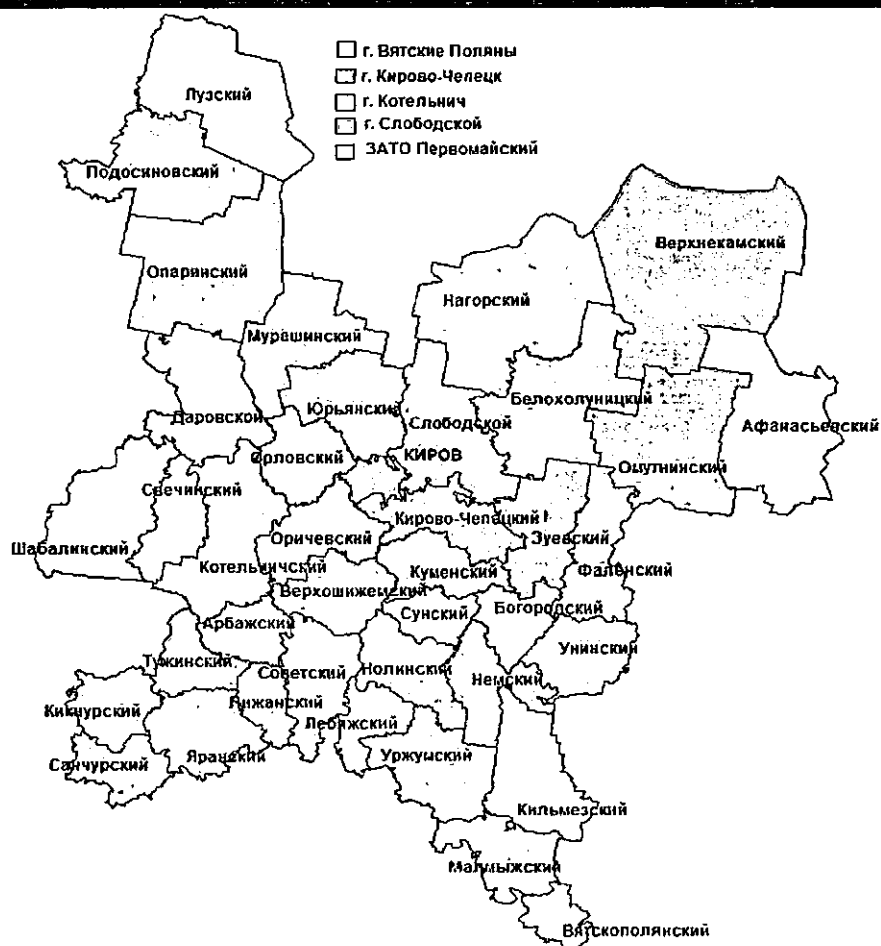 г. Вятские Поляны
г. Кирово-Чепецк
г. Котельнич
г. Слободской
ЗАТО Первомайский
Лузский
Подосиновский
Опаринский
Мурашинский
Нагорский
Верхнекамский
Даровской
Юрьянский
Слободской
Белохолуницкий
Афанасьевский
Омутнинский
Орловский
КИРОВ
Свечинский
Шабалинский
Оричевский
Кирово-Чепацкий
Зуевский
Фаленский
Котельничский
Верхошижемский
Куменский
Богородский
Сунский
Арбажский
Унинский
Тужинский
Советский
Нолинский
Немский
Кикнурский
Пижанский
Лебяжский
Санчурский
Яранский
Уржумский
Кильмезский
Малмыжский
Вятскополянский